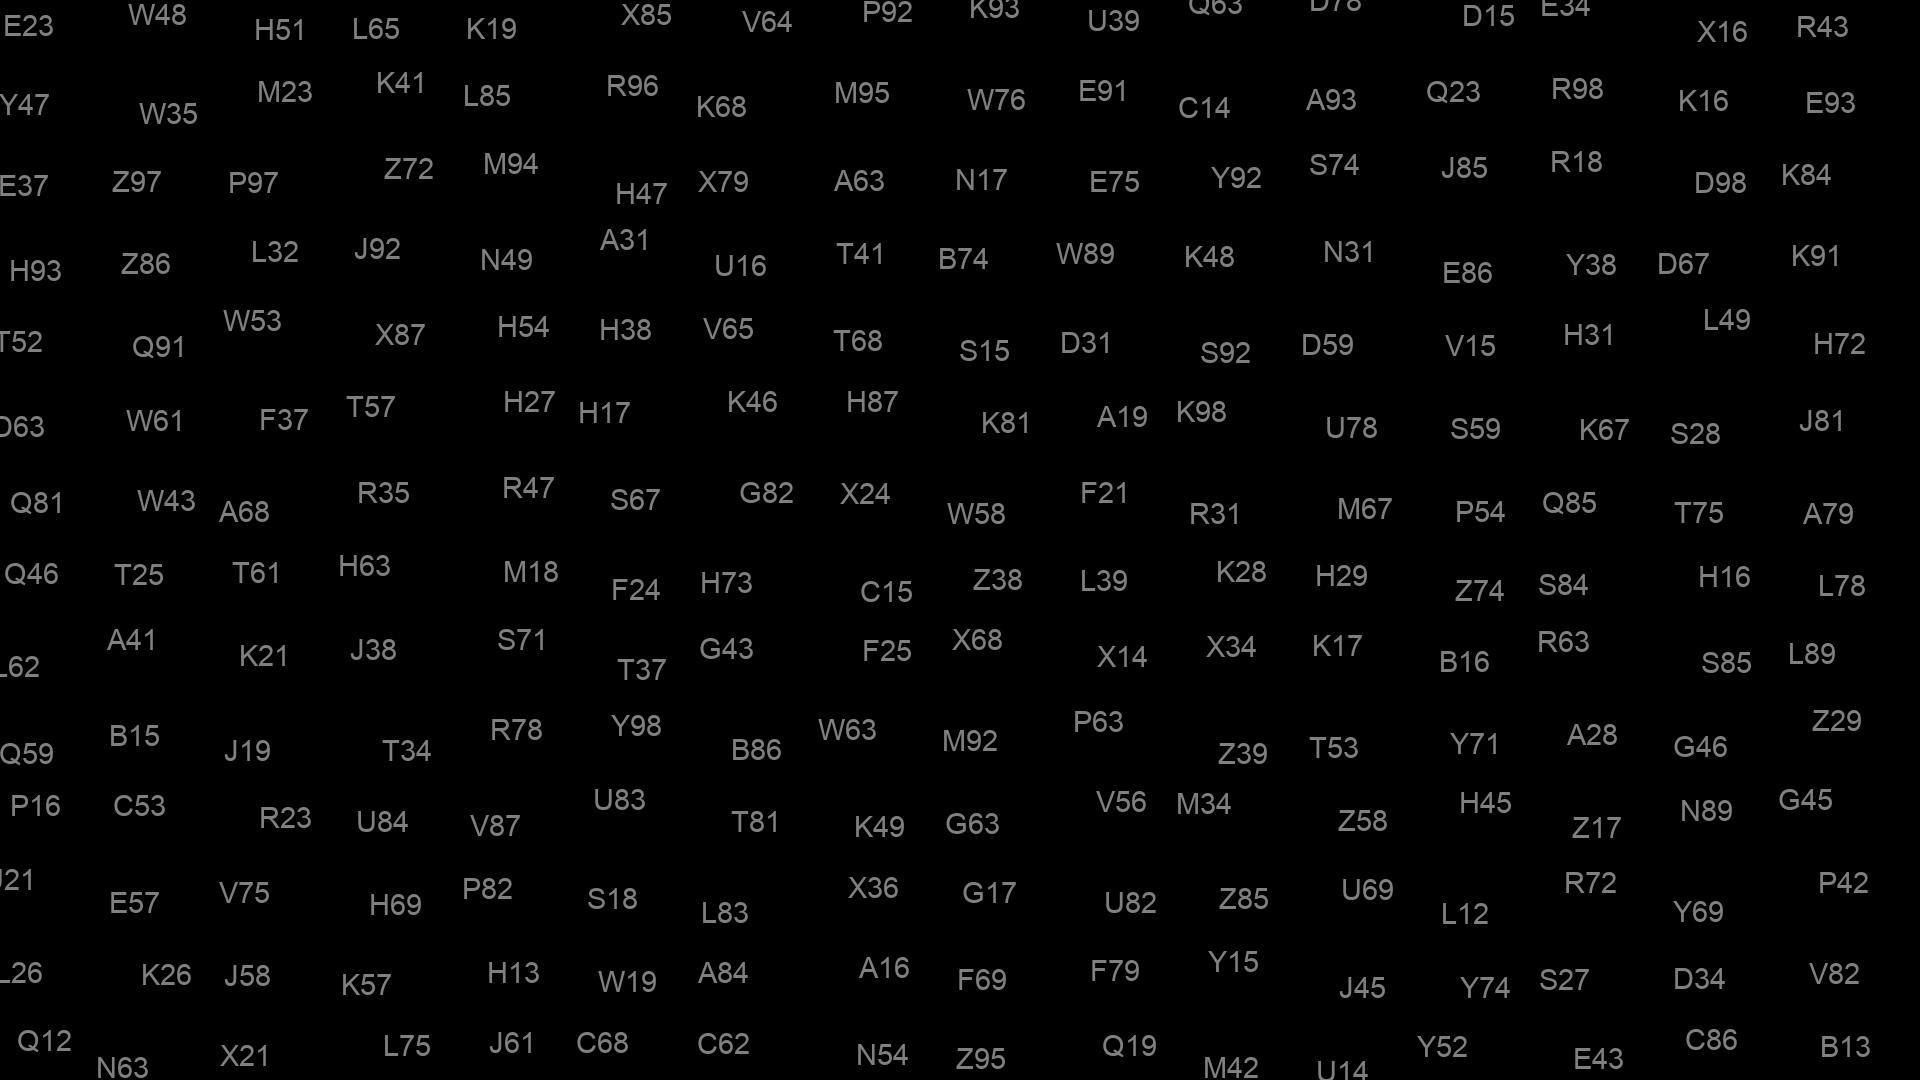 E23 W48 H51 L65 K19 X85 V64 P92 K93 U39 Q63 D78 D15 E34 X16 R43
Y47 W35 M23 K41 L85 R96 K68 M95 W76 E91 C14 A93 Q23 R98 K16 E93
E37 Z97 P97 Z72 M94 H47 X79 A63 N17 E75 Y92 S74 J85 R18 D98 K84
H93 Z86 L32 J92 N49 A31 U16 T41 B74 W89 K48 N31 E86 Y38 D67 K91
T52 Q91 W53 X87 H54 H38 V65 T68 S15 D31 S92 D59 V15 H31 L49 H72
D63 W61 F37 T57 H27 H17 K46 H87 K81 A19 K98 U78 S59 K67 S28 J81
Q81 W43 A68 R35 R47 S67 G82 X24 W58 F21 R31 M67 P54 Q85 T75 A79
Q46 T25 T61 H63 M18 F24 H73 C15 Z38 L39 K28 H29 Z74 S84 H16 L78
L62 A41 K21 J38 S71 T37 G43 F25 X68 X14 X34 K17 B16 R63 S85 L89
Q59 B15 J19 T34 R78 Y98 B86 W63 M92 P63 Z39 T53 Y71 A28 G46 Z29
P16 C53 R23 U84 V87 U83 T81 K49 G63 V56 M34 Z58 H45 Z17 N89 G45
E57 V75 H69 P82 S18 L83 X36 G17 U82 Z85 U69 L12 R72 Y69 P42
L26 K26 J58 K57 H13 W19 A84 A16 F69 F79 Y15 J45 Y74 S27 D34 V82
Q12 N63 X21 L75 J61 C68 C62 N54 Z95 Q19 M42 U14 Y52 E43 C86 B13